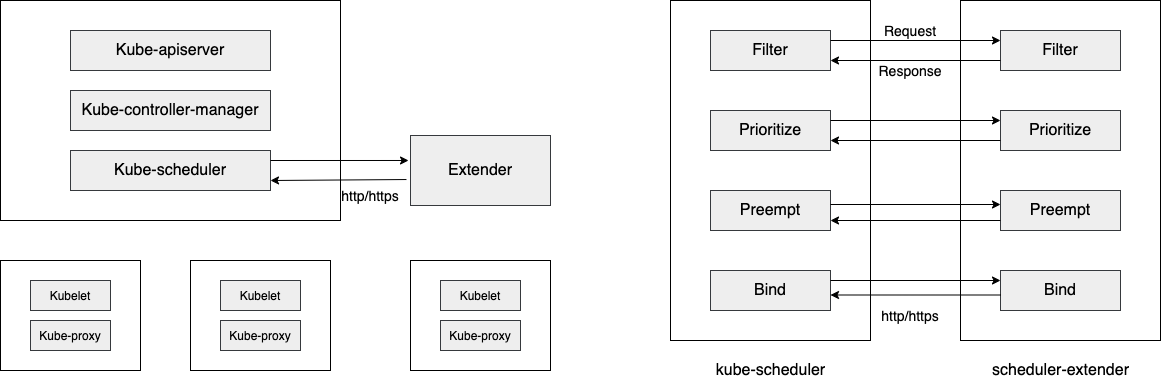 Kube-apiserver
Kube-controller-manager
Kube-scheduler
Extender
http/https
Kubelet
Kube-proxy
Kubelet
Kube-proxy
Kubelet
Kube-proxy
Filter
Request
Response
Filter
Prioritize
Prioritize
Preempt
Preempt
Bind
Bind
http/https
kube-scheduler
scheduler-extender